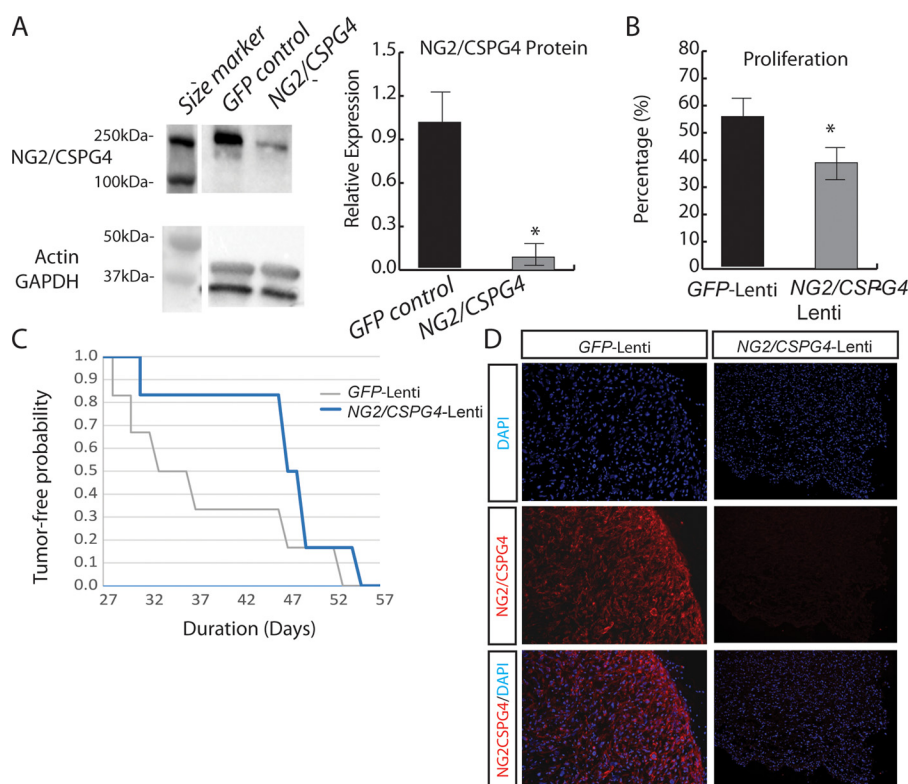 A
Size marker
GFP control
NG2/CSPG4
250kDa-
NG2/CSPG4
100kDa-
50kDa-
Actin
GAPDH
37kDa-
NG2/CSPG4 Protein
Relative Expression
1.5
1.2
0.9
0.6
0.3
0.0
*
GFP control
NG2/CSPG4
B
Proliferation
Percentage (%)
80
70
60
50
40
30
20
10
0
*
GFP-Lenti
NG2/CSPG4
Lenti
C
Tumor-free probability
1.0
0.9
0.8
0.7
0.6
0.5
0.4
0.3
0.2
0.1
0.0
27 32 37 42 47 52 57
Duration (Days)
GFP-Lenti
NG2/CSPG4-Lenti
D
GFP-Lenti
NG2/CSPG4-Lenti
DAPI
NG2/CSPG4
NG2CSPG4/DAPI